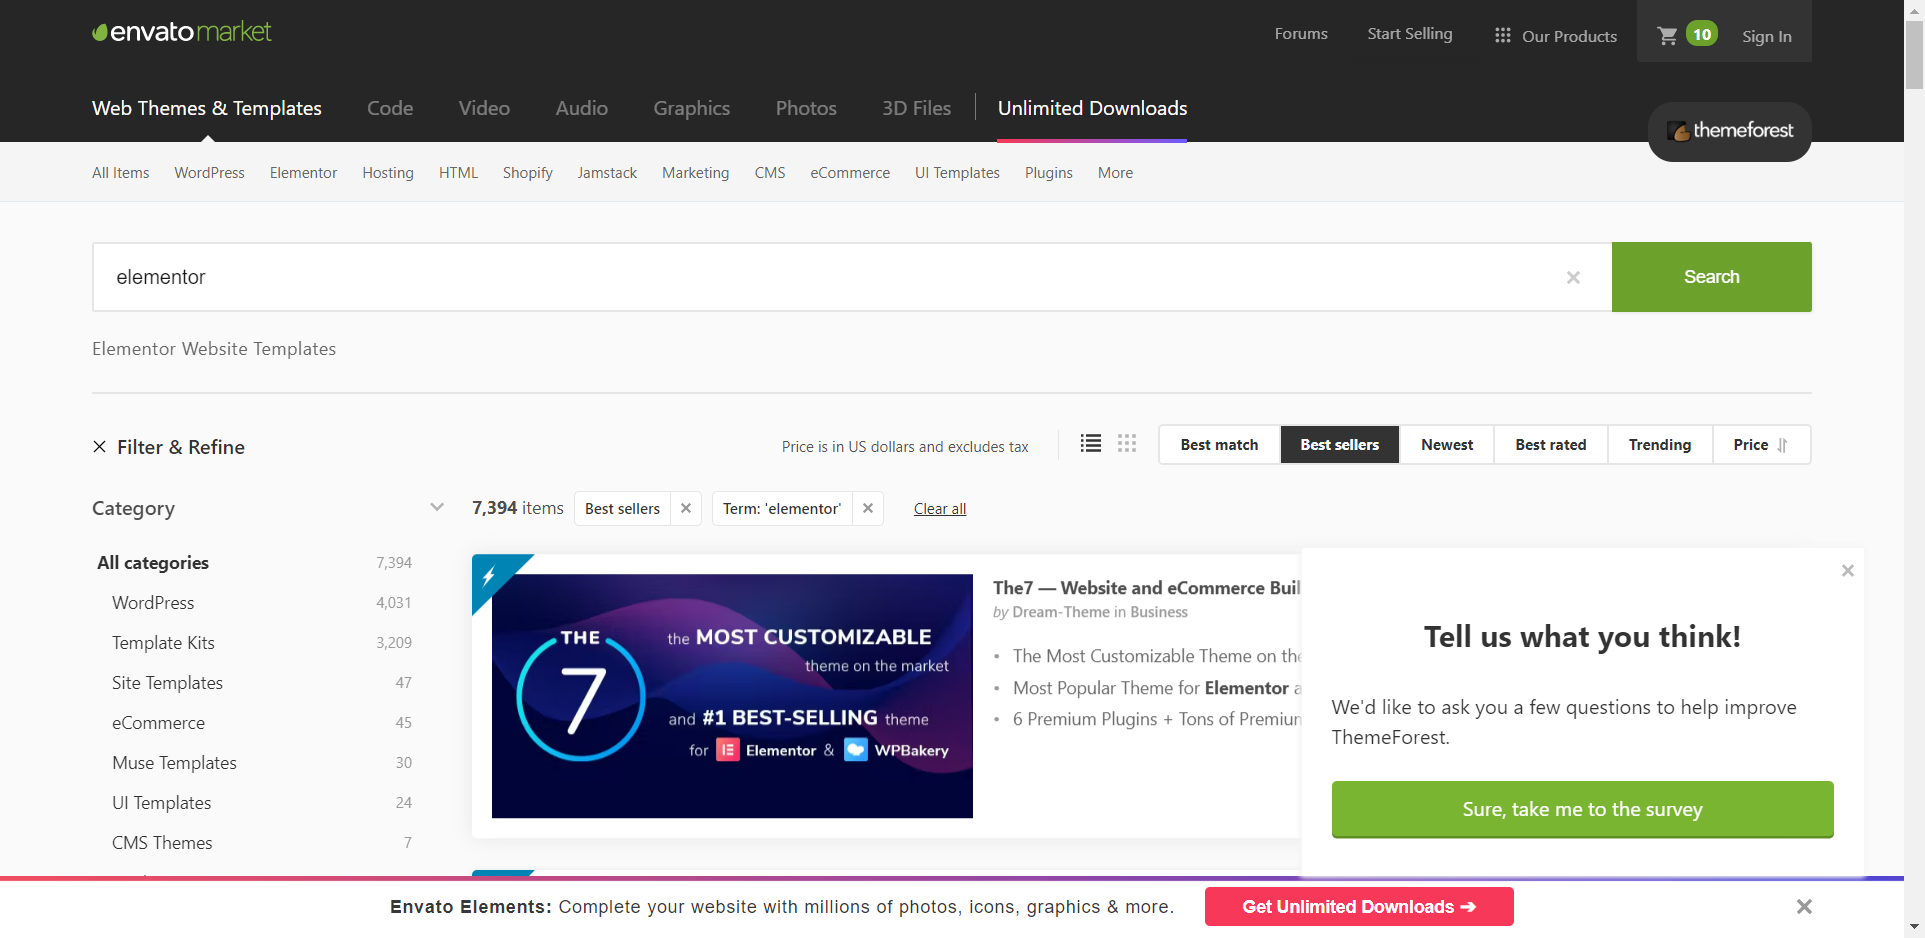 envato market
Forums Start Selling Our Products 10 Sign In
Web Themes & Templates Code Video Audio Graphics Photos 3D Files Unlimited Downloads
themeforest
All Items WordPress Elementor Hosting HTML Shopify Jamstack Marketing CMS eCommerce UI Templates Plugins More
elementor
Search
Elementor Website Templates
Filter & Refine
Price is in US dollars and excludes tax
Best match Best sellers Newest Best rated Trending Price
Category
7,394 items Best sellers Term: 'elementor' Clear all
All categories 7,394
WordPress 4,031
Template Kits 3,209
Site Templates 47
eCommerce 45
Muse Templates 30
UI Templates 24
CMS Themes 7
THE
7
the MOST CUSTOMIZABLE
theme on the market
and #1 BEST-SELLING theme
for Elementor & WPBakery
The7 — Website and eCommerce Buil
by Dream-Theme in Business
• The Most Customizable Theme on the
• Most Popular Theme for Elementor a
• 6 Premium Plugins + Tons of Premium
Tell us what you think!
We'd like to ask you a few questions to help improve
ThemeForest.
Sure, take me to the survey
Envato Elements: Complete your website with millions of photos, icons, graphics & more.
Get Unlimited Downloads ➔